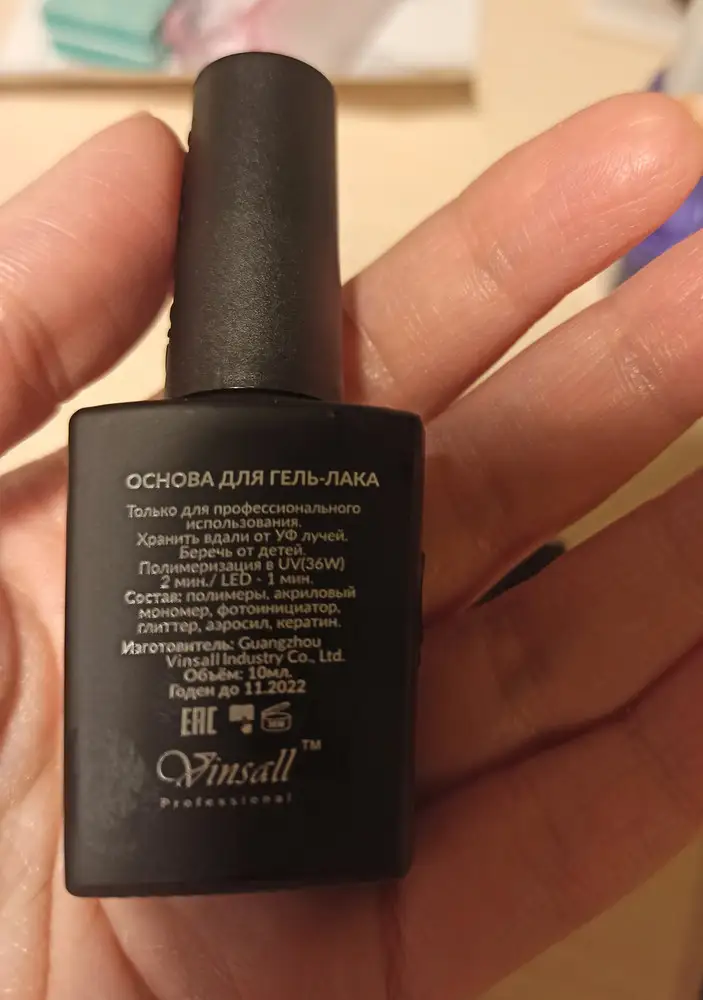 ОСНОВА ДЛЯ ГЕЛЬ-ЛАКА
Только для профессионального
использования.
Хранить вдали от УФ лучей.
Беречь от детей.
Полимеризация в UV(36W)
2 мин./ LED - 1 мин.
Состав: полимеры, акриловый
мономер, фотоинициатор,
глиттер, аэросил, кератин.
Изготовитель: Guangzhou
Vinsall Industry Co., Ltd.
Объём: 10мл.
Годен до 11.2022
EAC
Vinsall™
Professional